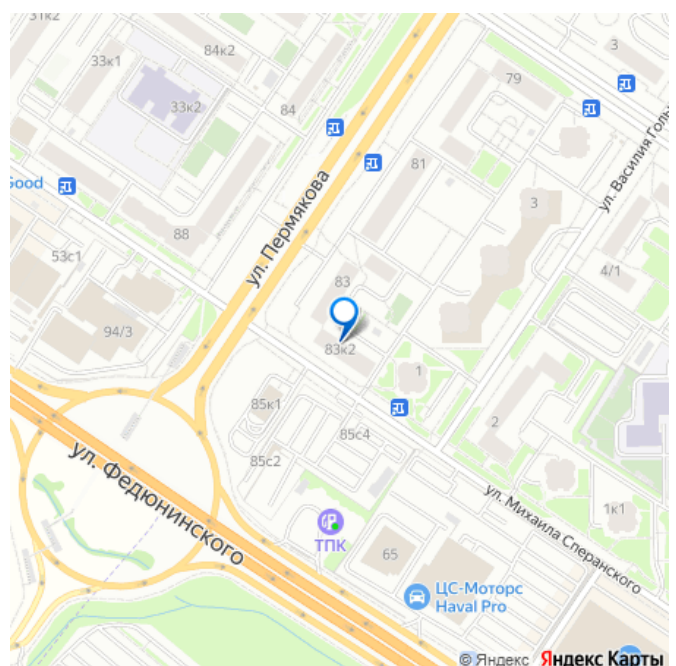 31к2
84к2
3
33к1
79
33к2
84
ул. Василия Голь
81
Good
ул. Пермякова
3
88
53с1
4/1
83
94/3
83к2
1
85к1
2
85с4
ул. Федюнинского
85с2
ул. Михаила Сперанского
1к1
ТПК
65
ЦС-Моторс
Haval Pro
© Яндекс Яндекс Карты